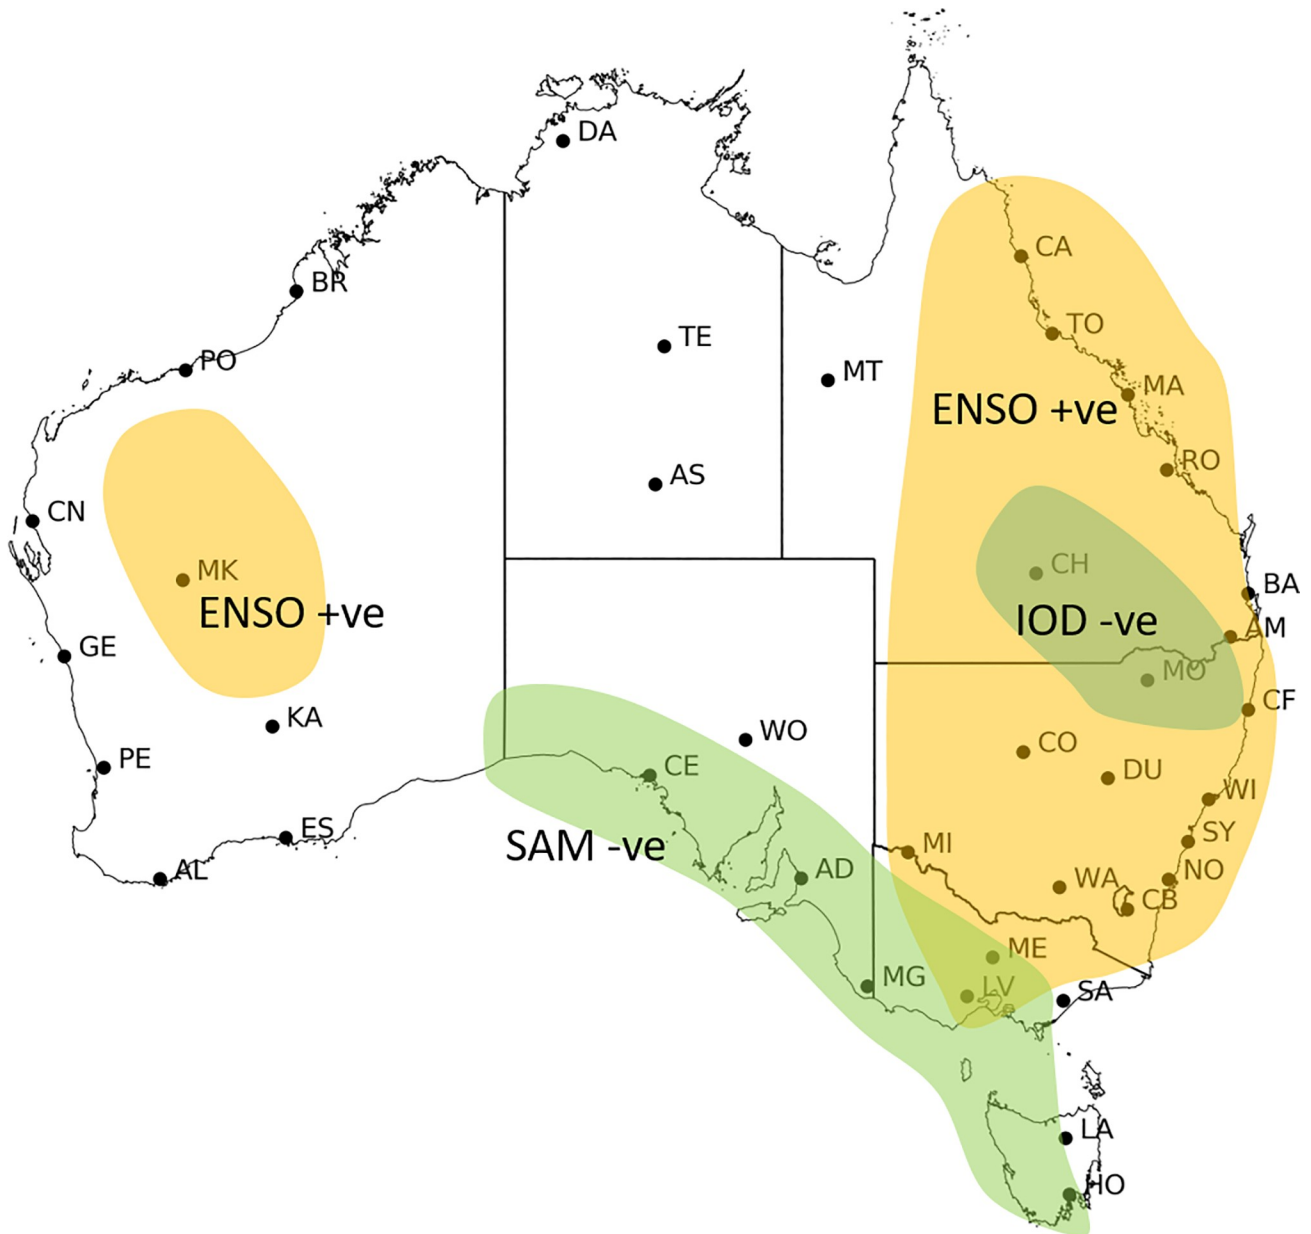 DA
CA
BR
TO
TE
PO
MT
MA
ENSO +ve
RO
AS
CN
CH
MK
BA
ENSO +ve
IOD -ve
AM
GE
MO
CF
KA
WO
CO
PE
CE
DU
WI
ES
SY
SAM -ve
MI
AL
AD
NO
WA
CB
ME
MG
LV
SA
LA
HO